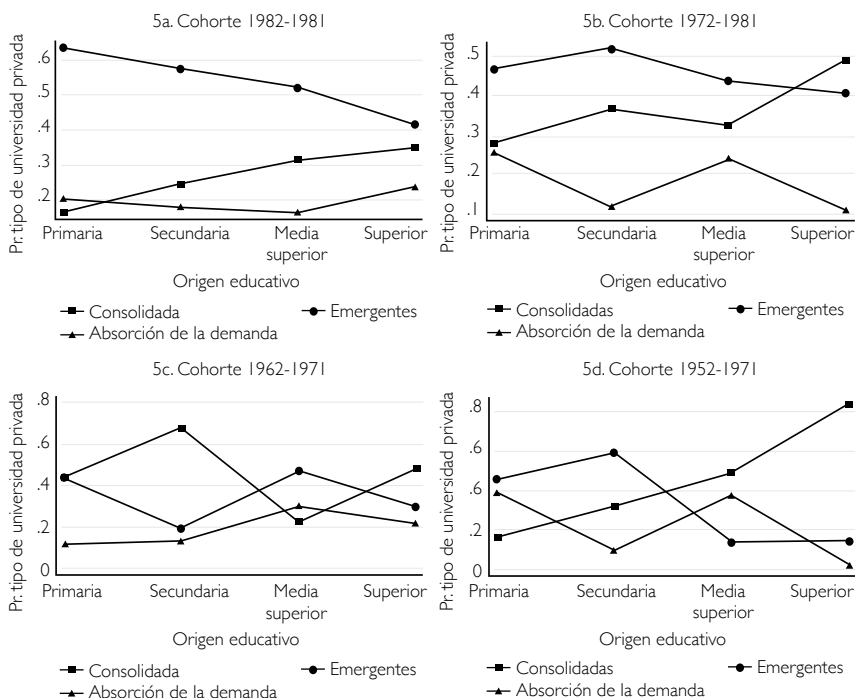 5a. Cohorte 1982-1981
Pr. tipo de universidad privada
.6
.5
.4
.3
.2
Primaria Secundaria Media superior Superior
Origen educativo
Consolidada Emergentes
Absorción de la demanda
5b. Cohorte 1972-1981
Pr. tipo de universidad privada
.5
.4
.3
.2
.1
Primaria Secundaria Media superior Superior
Origen educativo
Consolidadas Emergentes
Absorción de la demanda
5c. Cohorte 1962-1971
Pr. tipo de universidad privada
.8
.6
.4
.2
0
Primaria Secundaria Media superior Superior
Origen educativo
Consolidada Emergentes
Absorción de la demanda
5d. Cohorte 1952-1971
Pr. tipo de universidad privada
.8
.6
.6
.2
0
Primaria Secundaria Media superior Superior
Origen educativo
Consolidadas Emergentes
Absorción de la demanda